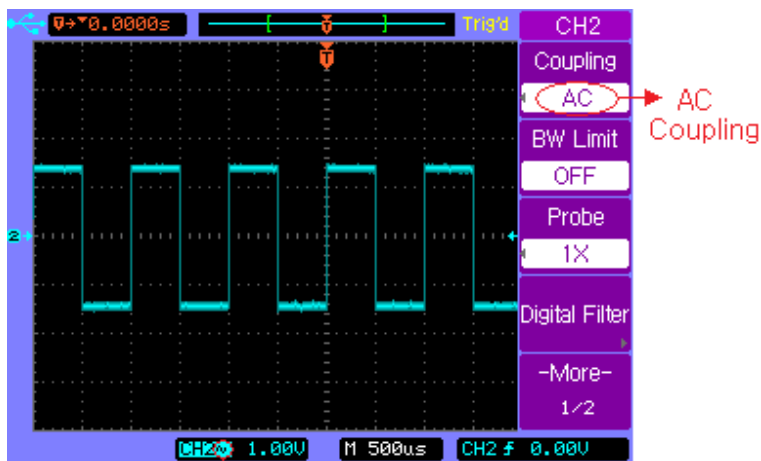 T→▼0.0000s Trig'd CH2
T
T
Coupling
AC
AC
Coupling
BW Limit
OFF
Probe
2
1X
Digital Filter
-More-
1/2
CH2 1.00V M 500us CH2 0.00V